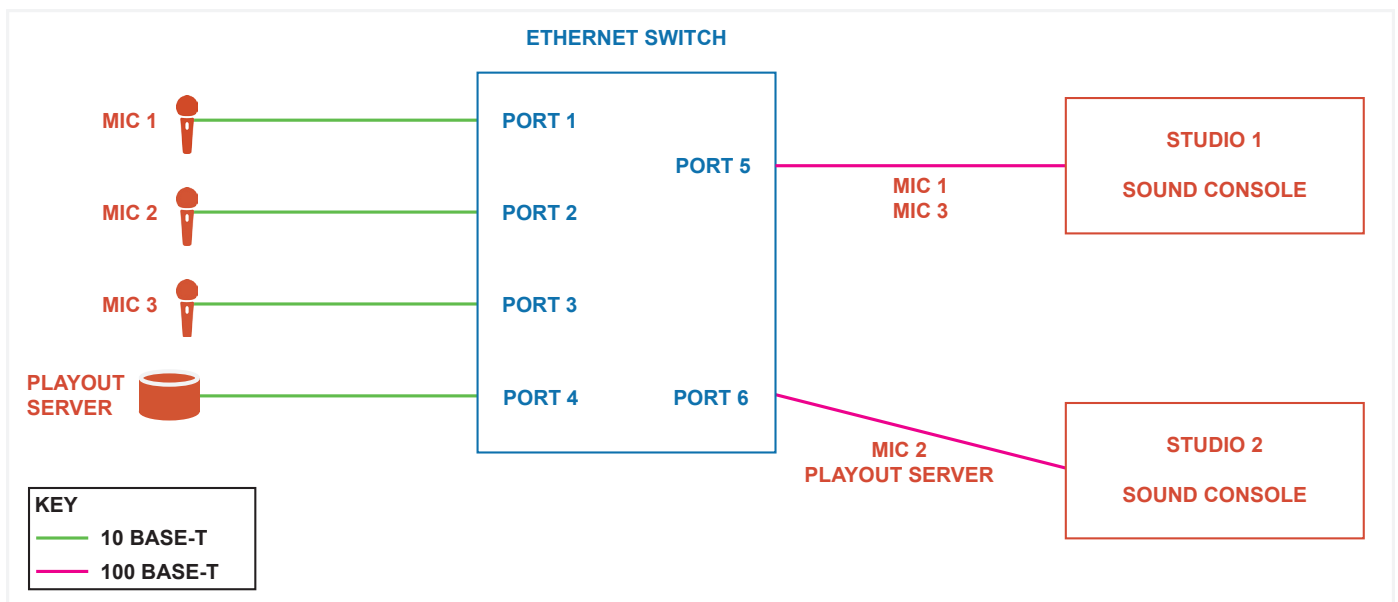 ETHERNET SWITCH
MIC 1
PORT 1
MIC 2
PORT 2
MIC 3
PORT 3
PLAYOUT
SERVER
PORT 4
PORT 5
PORT 6
MIC 1
MIC 3
MIC 2
PLAYOUT SERVER
STUDIO 1
SOUND CONSOLE
STUDIO 2
SOUND CONSOLE
KEY
10 BASE-T
100 BASE-T